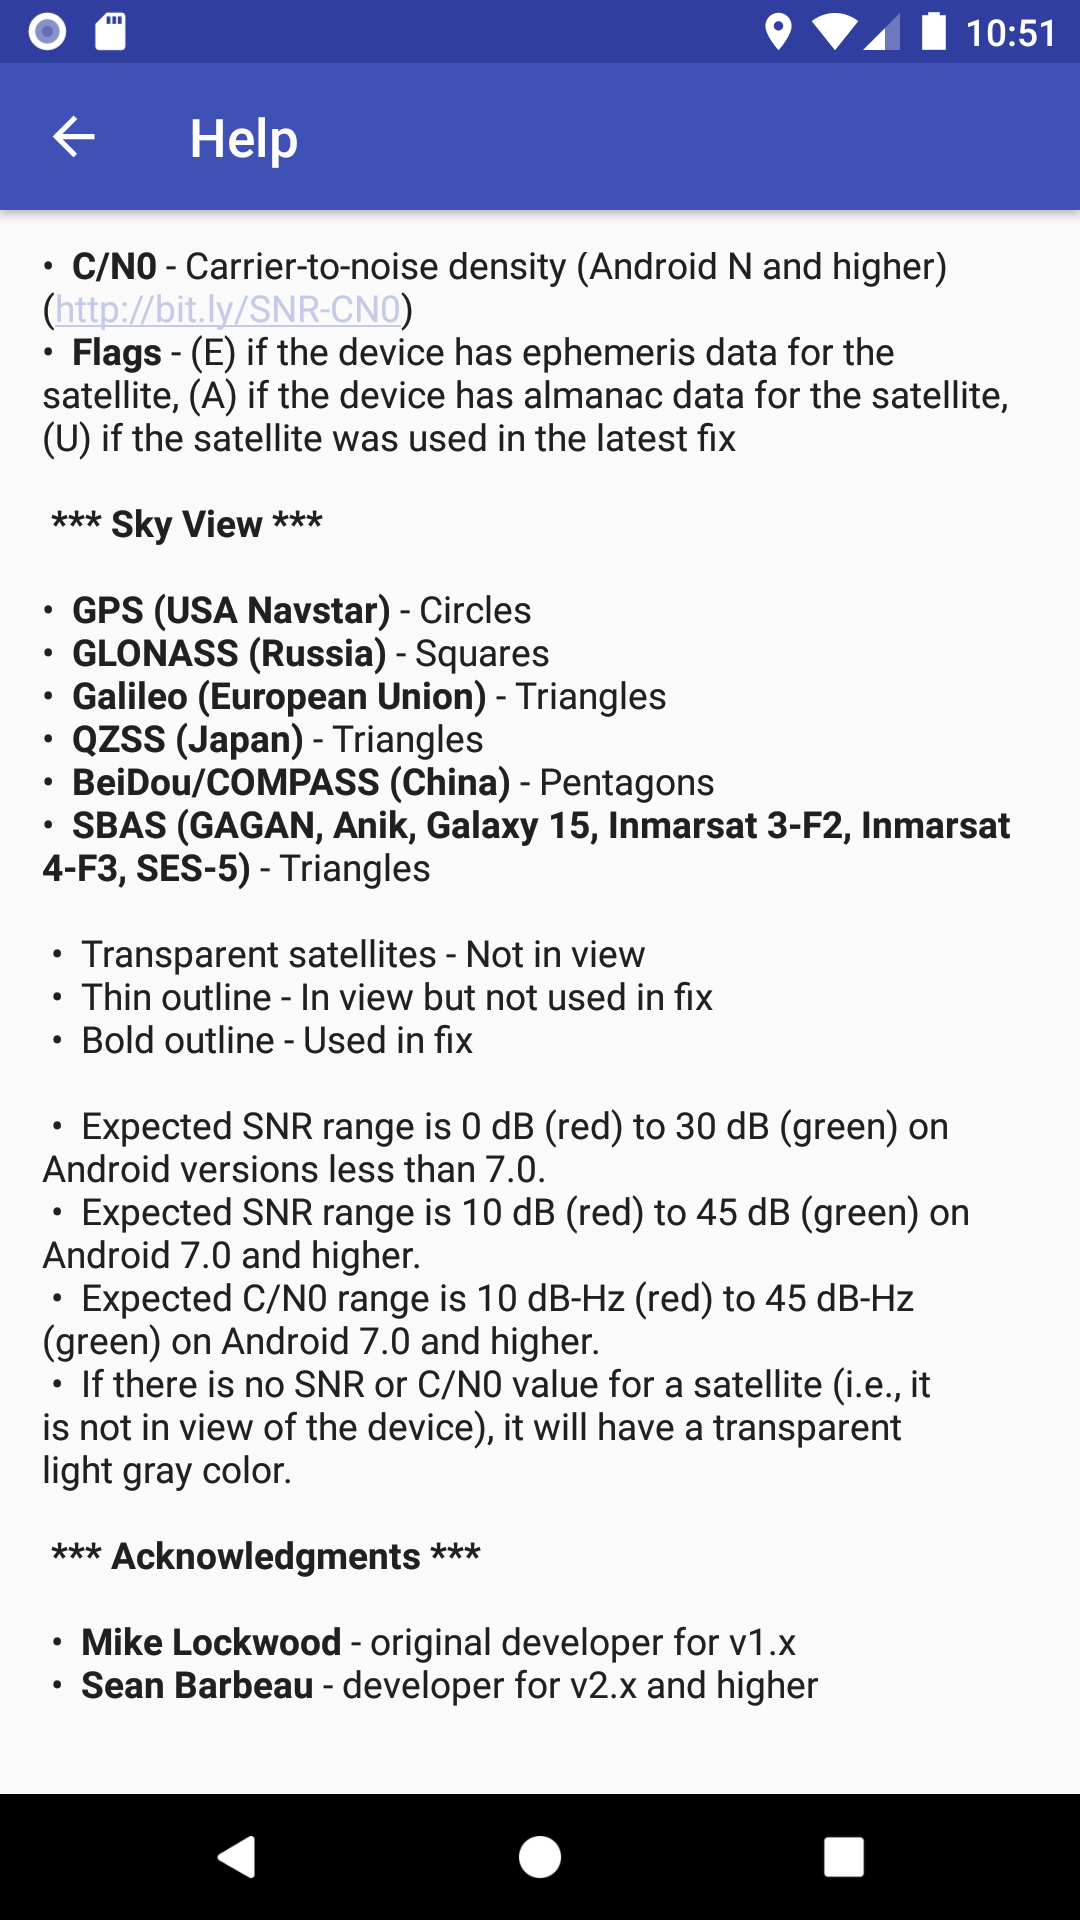 10:51
Help
• C/N0 - Carrier-to-noise density (Android N and higher)
(http://bit.ly/SNR-CN0)
• Flags - (E) if the device has ephemeris data for the
satellite, (A) if the device has almanac data for the satellite,
(U) if the satellite was used in the latest fix
*** Sky View ***
• GPS (USA Navstar) - Circles
• GLONASS (Russia) - Squares
• Galileo (European Union) - Triangles
• QZSS (Japan) - Triangles
• BeiDou/COMPASS (China) - Pentagons
• SBAS (GAGAN, Anik, Galaxy 15, Inmarsat 3-F2, Inmarsat
4-F3, SES-5) - Triangles
• Transparent satellites - Not in view
• Thin outline - In view but not used in fix
• Bold outline - Used in fix
• Expected SNR range is 0 dB (red) to 30 dB (green) on
Android versions less than 7.0.
• Expected SNR range is 10 dB (red) to 45 dB (green) on
Android 7.0 and higher.
• Expected C/N0 range is 10 dB-Hz (red) to 45 dB-Hz
(green) on Android 7.0 and higher.
• If there is no SNR or C/N0 value for a satellite (i.e., it
is not in view of the device), it will have a transparent
light gray color.
*** Acknowledgments ***
• Mike Lockwood - original developer for v1.x
• Sean Barbeau - developer for v2.x and higher